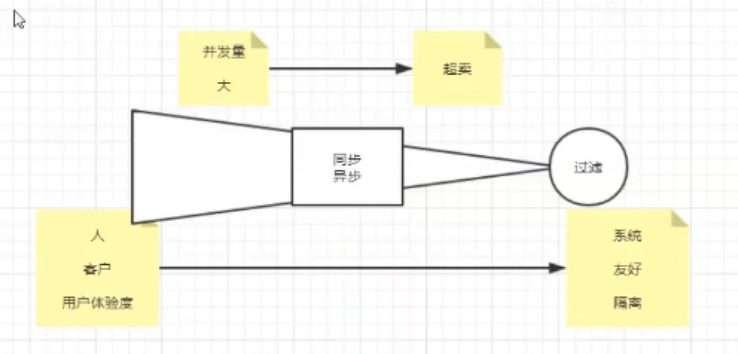 并发量
大
超卖
同步
异步
过滤
人
客户
用户体验度
系统
友好
隔离